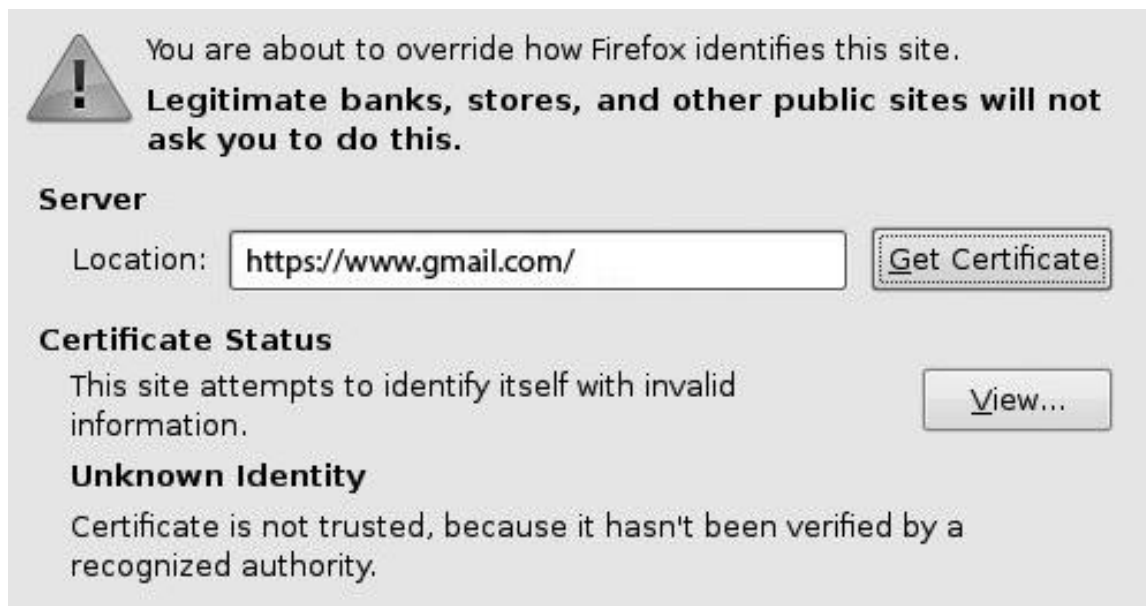 You are about to override how Firefox identifies this site.
Legitimate banks, stores, and other public sites will not
ask you to do this.
Server
Location: https://www.gmail.com/ Get Certificate
Certificate Status
This site attempts to identify itself with invalid
information.
View...
Unknown Identity
Certificate is not trusted, because it hasn't been verified by a
recognized authority.